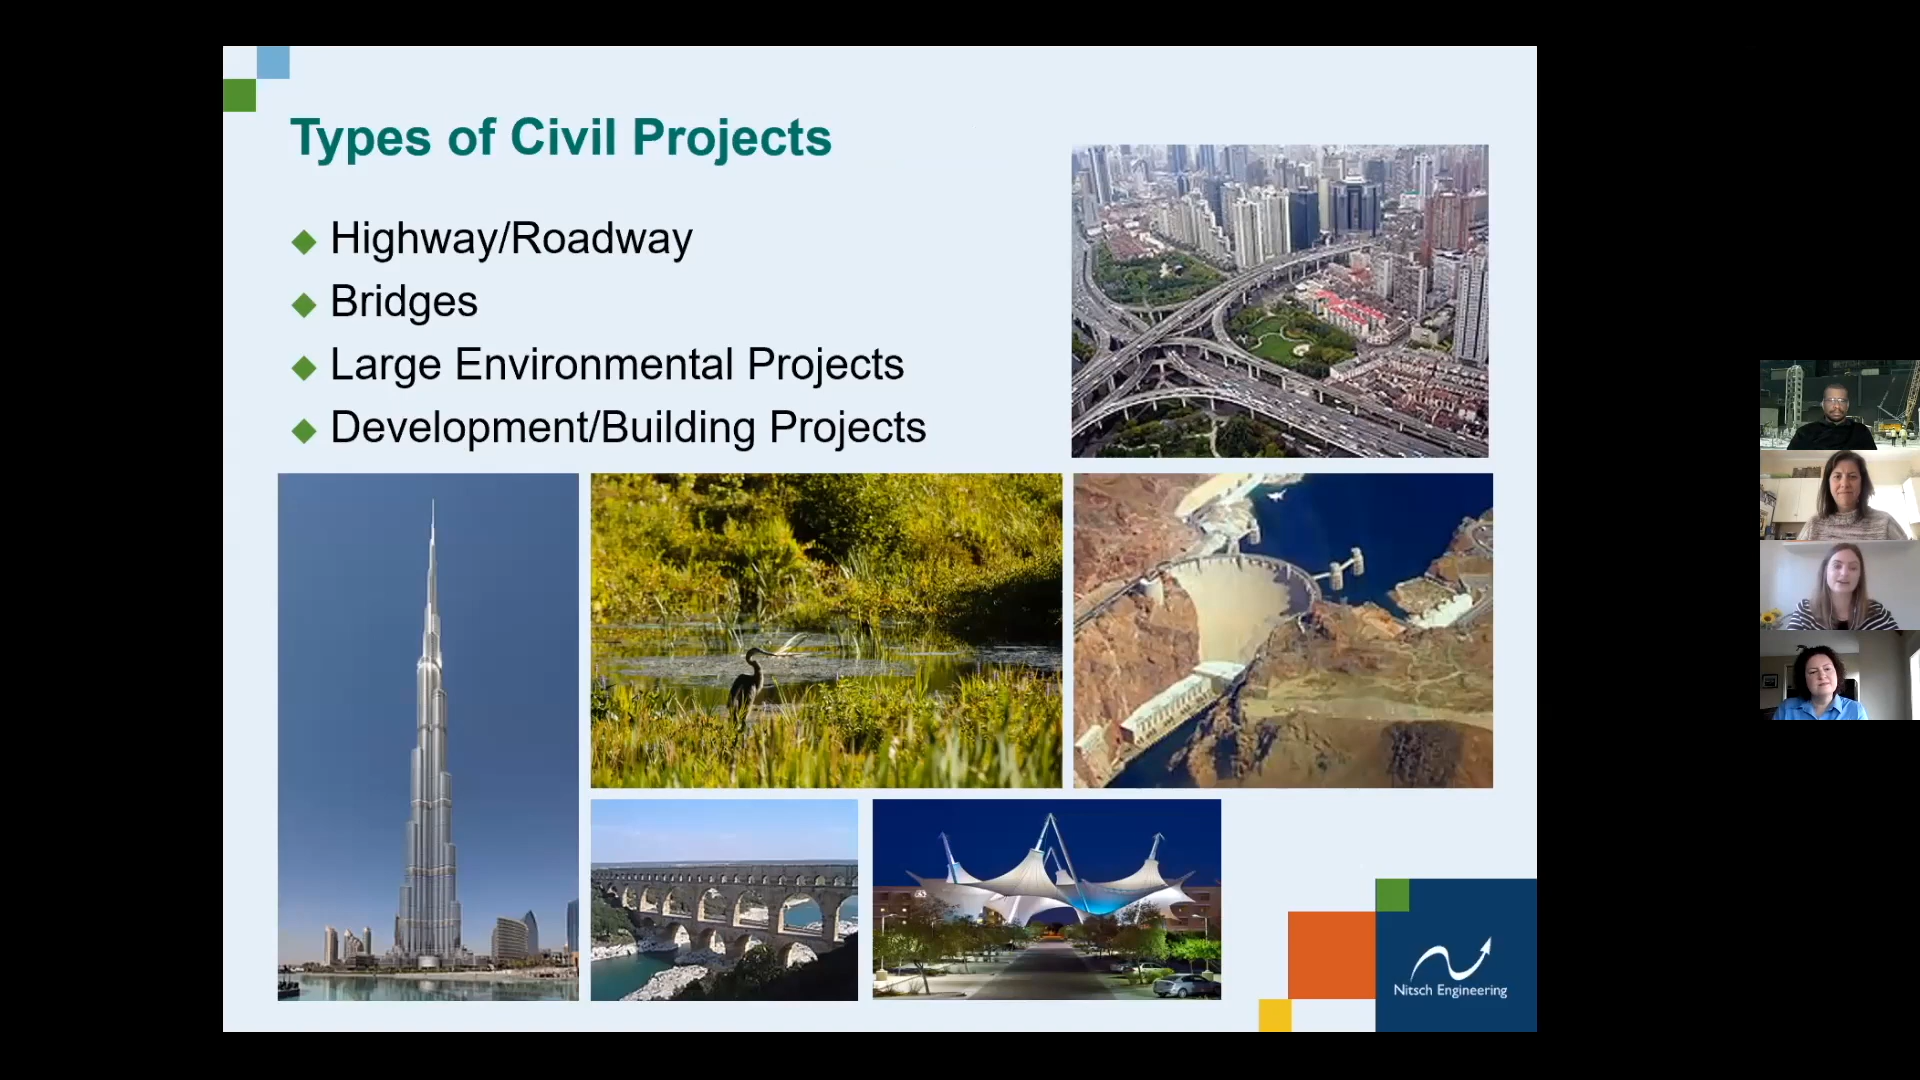 Types of Civil Projects
Highway/Roadway
Bridges
Large Environmental Projects
Development/Building Projects
Nitsch Engineering